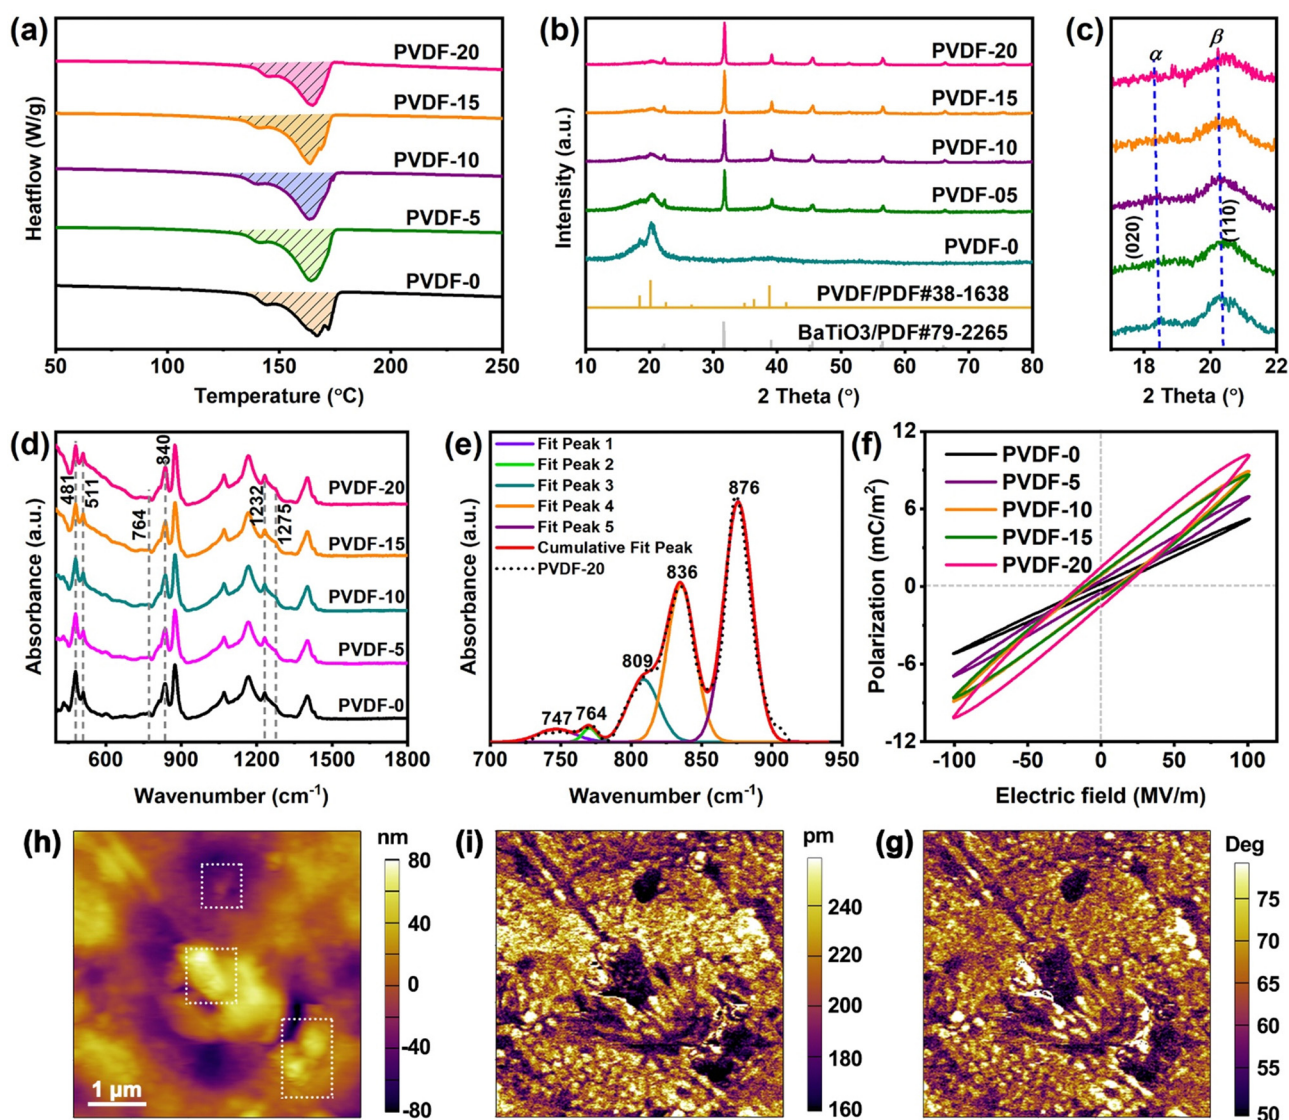 (a)
PVDF-20
PVDF-15
PVDF-10
PVDF-5
PVDF-0
Heatflow (W/g)
50
100
150
200
250
Temperature (°C)
(b)
PVDF-20
PVDF-15
PVDF-10
PVDF-05
PVDF-0
PVDF/PDF#38-1638
BaTiO3/PDF#79-2265
Intensity (a.u.)
10
20
30
40
50
60
70
80
2 Theta (°)
(c)
α
β
(020)
(110)
18
20
22
2 Theta (°)
(d)
481
511
764
840
1232
1275
PVDF-20
PVDF-15
PVDF-10
PVDF-5
PVDF-0
Absorbance (a.u.)
600
900
1200
1500
1800
Wavenumber (cm⁻¹)
(e)
Fit Peak 1
Fit Peak 2
Fit Peak 3
Fit Peak 4
Fit Peak 5
Cumulative Fit Peak
PVDF-20
876
836
809
764
747
Absorbance (a.u.)
700
750
800
850
900
950
Wavenumber (cm⁻¹)
(f)
PVDF-0
PVDF-5
PVDF-10
PVDF-15
PVDF-20
12
6
0
-6
-12
Polarization (mC/m²)
-100
-50
0
50
100
Electric field (MV/m)
(h)
1 μm
nm
80
40
0
-40
-80
(i)
pm
240
220
200
180
160
(g)
Deg
75
70
65
60
55
50